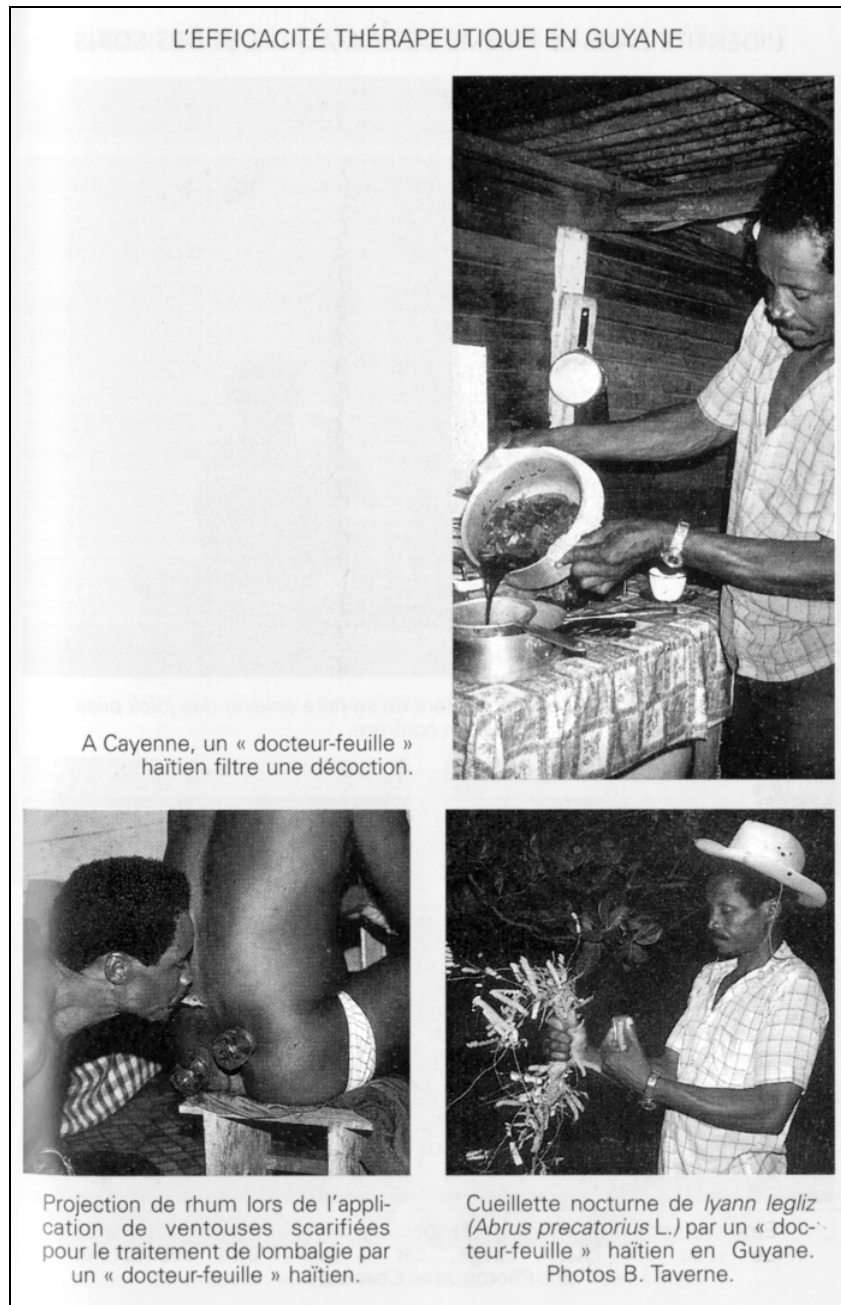 L'EFFICACITÉ THÉRAPEUTIQUE EN GUYANE
A Cayenne, un « docteur-feuille »
haïtien filtre une décoction.
Projection de rhum lors de l'appli-
cation de ventouses scarifiées
pour le traitement de lombalgie par
un « docteur-feuille » haïtien.
Cueillette nocturne de lyann legliz
(Abrus precatorius L.) par un « doc-
teur-feuille » haïtien en Guyane.
Photos B. Taverne.